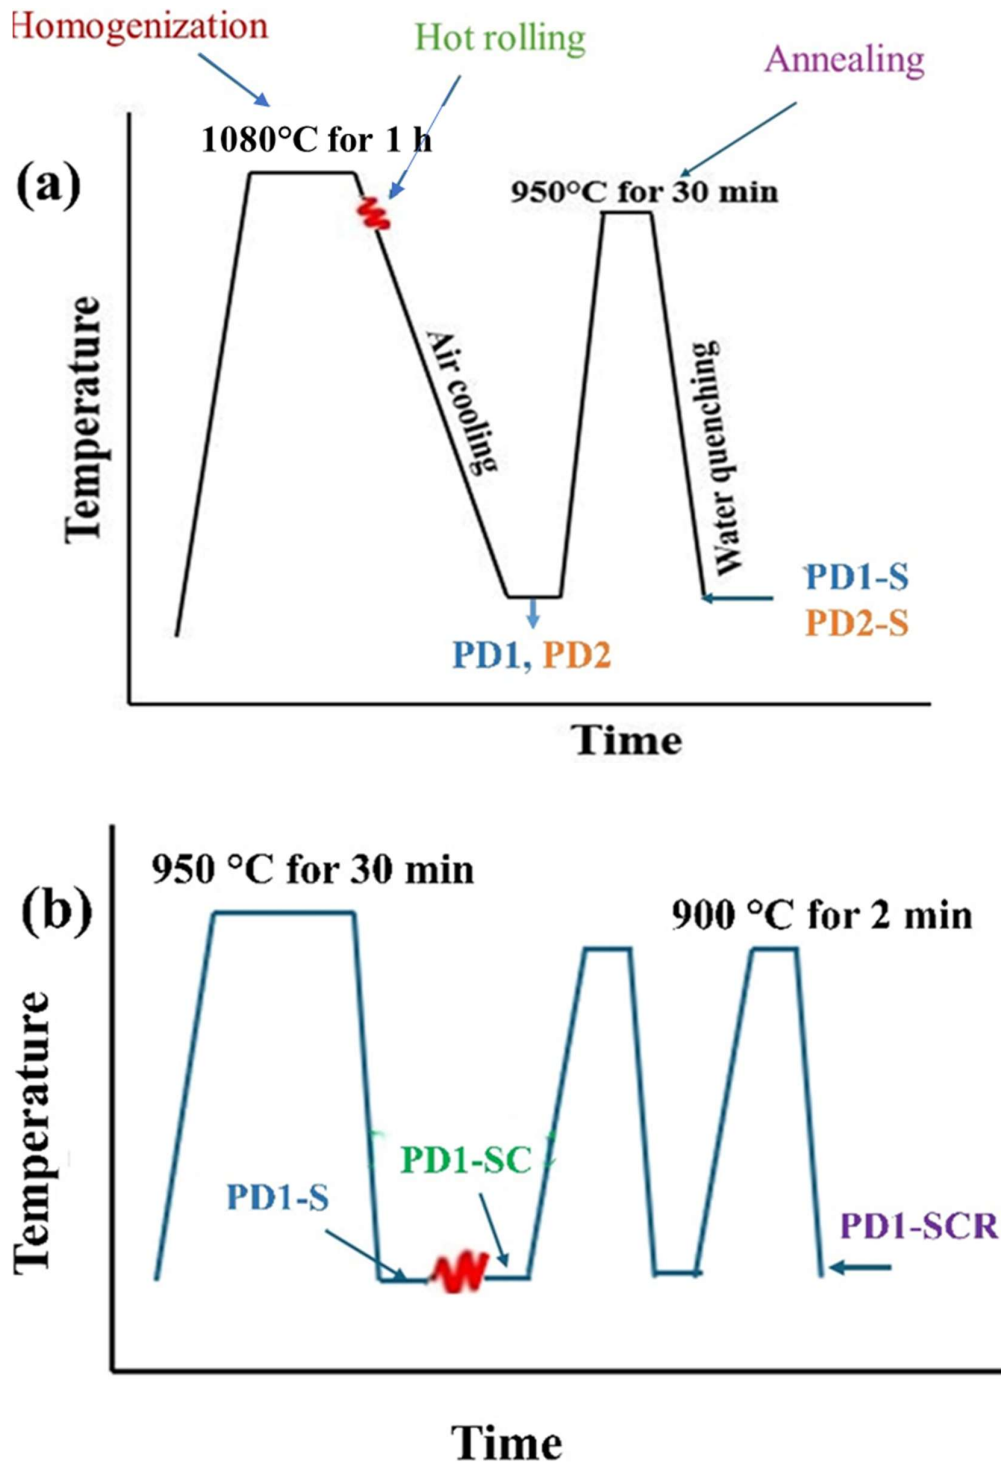 Homogenization
Hot rolling
Annealing
(a)
1080°C for 1 h
950°C for 30 min
Temperature
Air cooling
Water quenching
PD1-S
PD2-S
PD1, PD2
Time
(b)
950 °C for 30 min
900 °C for 2 min
Temperature
PD1-SC
PD1-S
PD1-SCR
Time